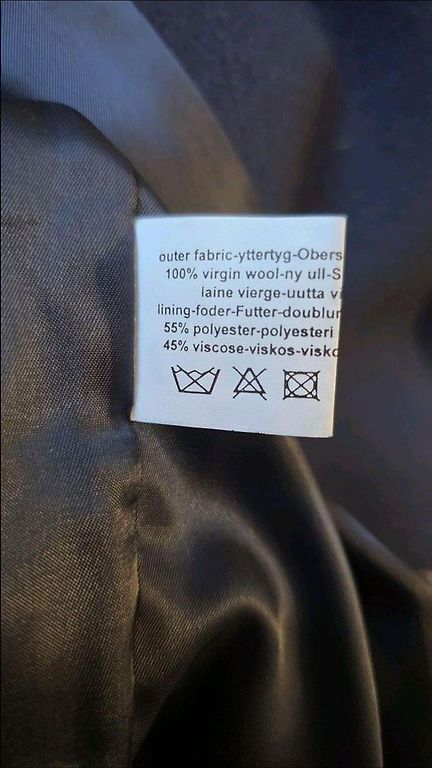 outer fabric-yttertyg-Obers
100% virgin wool-ny ull-S
laine vierge-uutta vi
lining-foder-Futter-doublur
55% polyester-polyesteri
45% viscose-viskos-visko